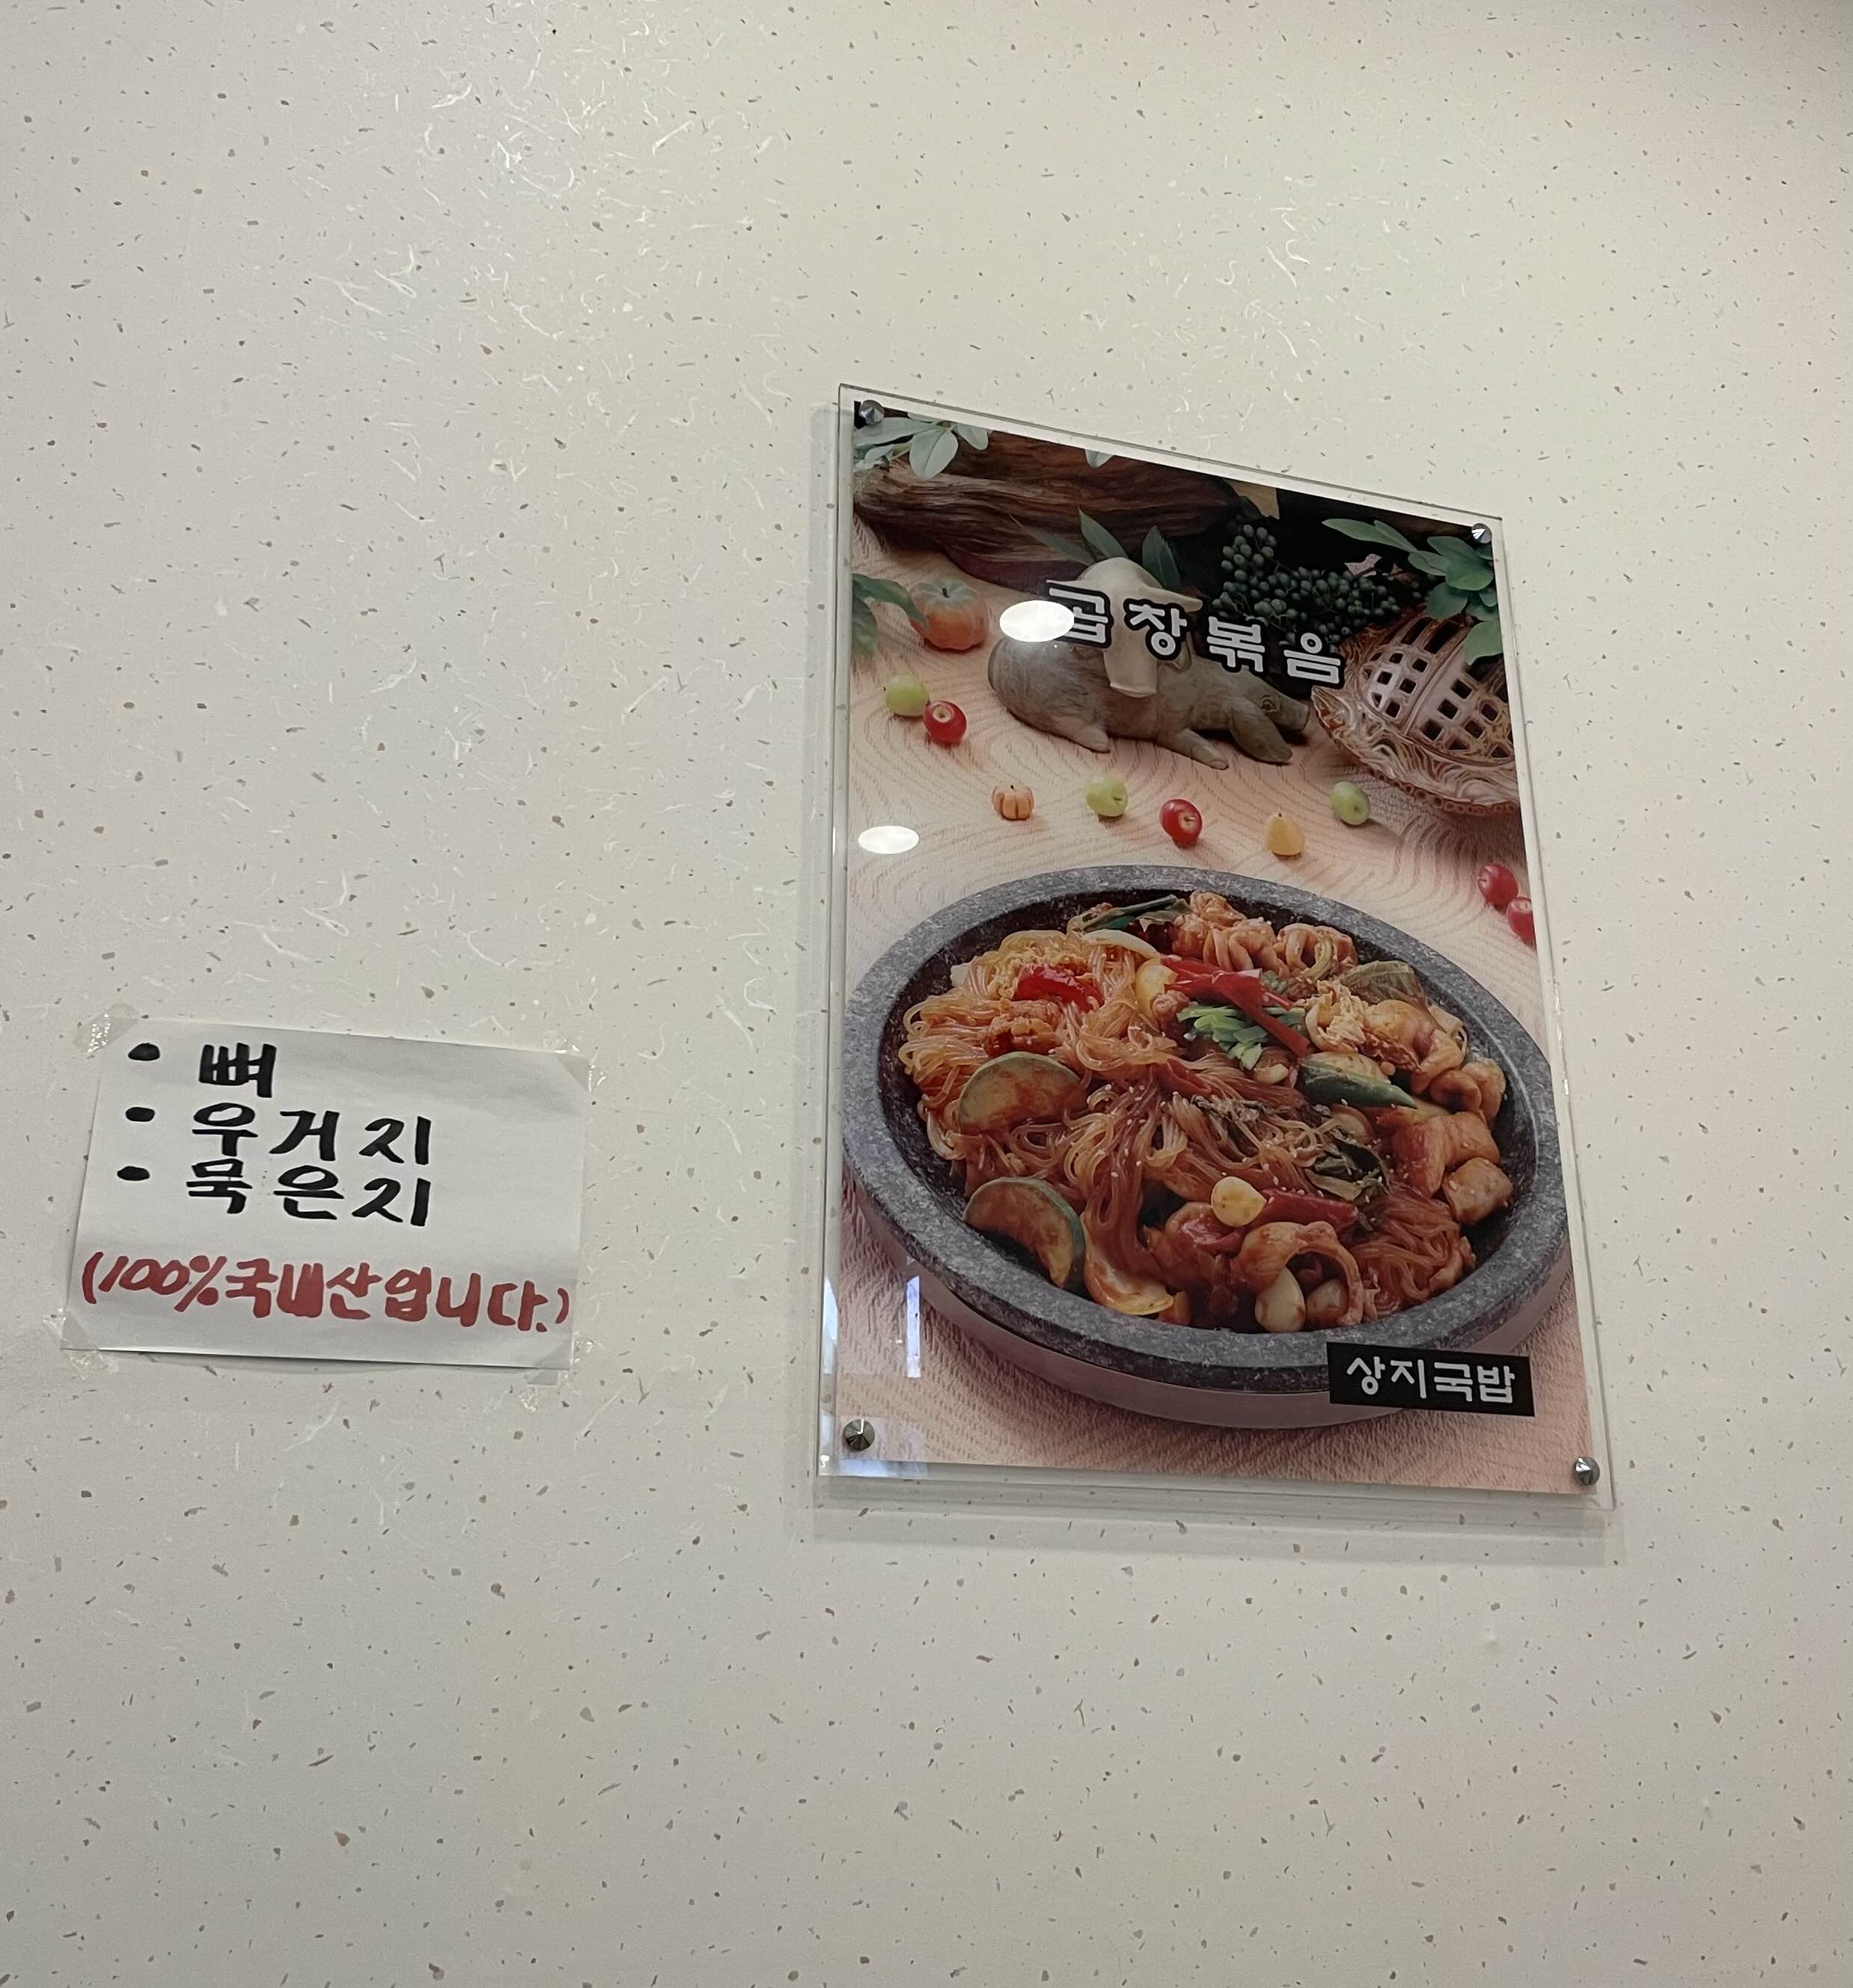 • 뼈
• 우거지
• 묵은지
(100%국내산입니다.)
곱창볶음
상지국밥